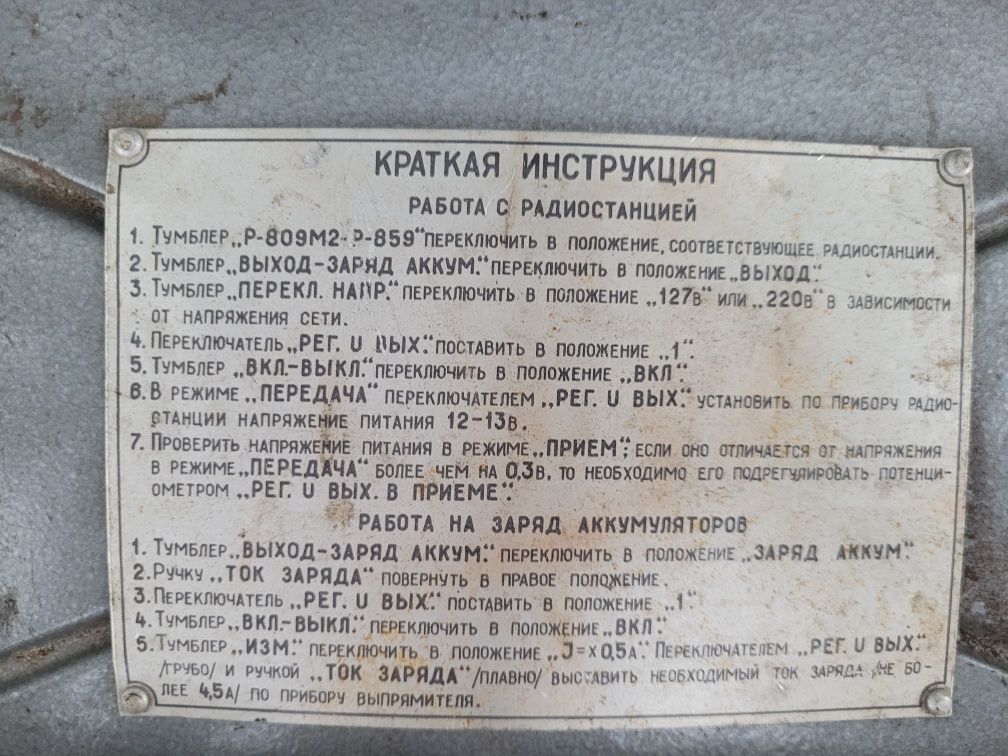 КРАТКАЯ ИНСТРУКЦИЯ
РАБОТА С РАДИОСТАНЦИЕЙ
1. ТУМБЛЕР „Р-809М2-Р-859“ ПЕРЕКЛЮЧИТЬ В ПОЛОЖЕНИЕ, СООТВЕТСТВУЮЩЕЕ РАДИОСТАНЦИИ.
2. ТУМБЛЕР „ВЫХОД-ЗАРЯД АККУМ.“ ПЕРЕКЛЮЧИТЬ В ПОЛОЖЕНИЕ „ВЫХОД“.
3. ТУМБЛЕР „ПЕРЕКЛ. НАПР.“ ПЕРЕКЛЮЧИТЬ В ПОЛОЖЕНИЕ „127В“ ИЛИ „220В“ В ЗАВИСИМОСТИ
ОТ НАПРЯЖЕНИЯ СЕТИ.
4. ПЕРЕКЛЮЧАТЕЛЬ „РЕГ. U ВЫХ.“ ПОСТАВИТЬ В ПОЛОЖЕНИЕ „1“.
5. ТУМБЛЕР „ВКЛ.-ВЫКЛ.“ ПЕРЕКЛЮЧИТЬ В ПОЛОЖЕНИЕ „ВКЛ“.
6. В РЕЖИМЕ „ПЕРЕДАЧА“ ПЕРЕКЛЮЧАТЕЛЕМ „РЕГ. U ВЫХ.“ УСТАНОВИТЬ ПО ПРИБОРУ РАДИО-
СТАНЦИИ НАПРЯЖЕНИЕ ПИТАНИЯ 12-13В.
7. ПРОВЕРИТЬ НАПРЯЖЕНИЕ ПИТАНИЯ В РЕЖИМЕ „ПРИЕМ“; ЕСЛИ ОНО ОТЛИЧАЕТСЯ ОТ НАПРЯЖЕНИЯ
В РЕЖИМЕ „ПЕРЕДАЧА“ БОЛЕЕ, ЧЕМ НА 0,3В, ТО НЕОБХОДИМО ЕГО ПОДРЕГУЛИРОВАТЬ ПОТЕНЦИ-
ОМЕТРОМ „РЕГ. U ВЫХ. В ПРИЕМЕ“.
РАБОТА НА ЗАРЯД АККУМУЛЯТОРОВ
1. ТУМБЛЕР „ВЫХОД-ЗАРЯД АККУМ.“ ПЕРЕКЛЮЧИТЬ В ПОЛОЖЕНИЕ „ЗАРЯД АККУМ.“
2. РУЧКУ „ТОК ЗАРЯДА“ ПОВЕРНУТЬ В ПРАВОЕ ПОЛОЖЕНИЕ.
3. ПЕРЕКЛЮЧАТЕЛЬ „РЕГ. U ВЫХ.“ ПОСТАВИТЬ В ПОЛОЖЕНИЕ „1“.
4. ТУМБЛЕР „ВКЛ.-ВЫКЛ.“ ПЕРЕКЛЮЧИТЬ В ПОЛОЖЕНИЕ „ВКЛ“.
5. ТУМБЛЕР „ИЗМ.“ ПЕРЕКЛЮЧИТЬ В ПОЛОЖЕНИЕ „J=х0,5А“. ПЕРЕКЛЮЧАТЕЛЕМ „РЕГ. U ВЫХ.“
/ГРУБО/ И РУЧКОЙ „ТОК ЗАРЯДА“ /ПЛАВНО/ ВЫСТАВИТЬ НЕОБХОДИМЫЙ ТОК ЗАРЯДА /НЕ БО-
ЛЕЕ 4,5А/ ПО ПРИБОРУ ВЫПРЯМИТЕЛЯ.